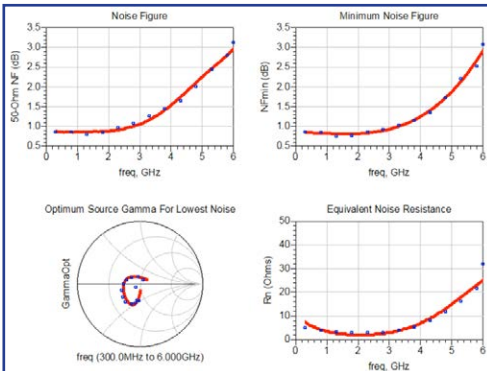 Noise Figure
3.5
3.0
2.5
2.0
1.5
1.0
0.5
50-Ohm NF (dB)
0 1 2 3 4 5 6
freq, GHz
Minimum Noise Figure
3.5
3.0
2.5
2.0
1.5
1.0
0.5
NFmin (dB)
0 1 2 3 4 5 6
freq, GHz
Optimum Source Gamma For Lowest Noise
GammaOpt
freq (300.0MHz to 6.000GHz)
Equivalent Noise Resistance
50
40
30
20
10
0
Rn (Ohms)
0 1 2 3 4 5 6
freq, GHz